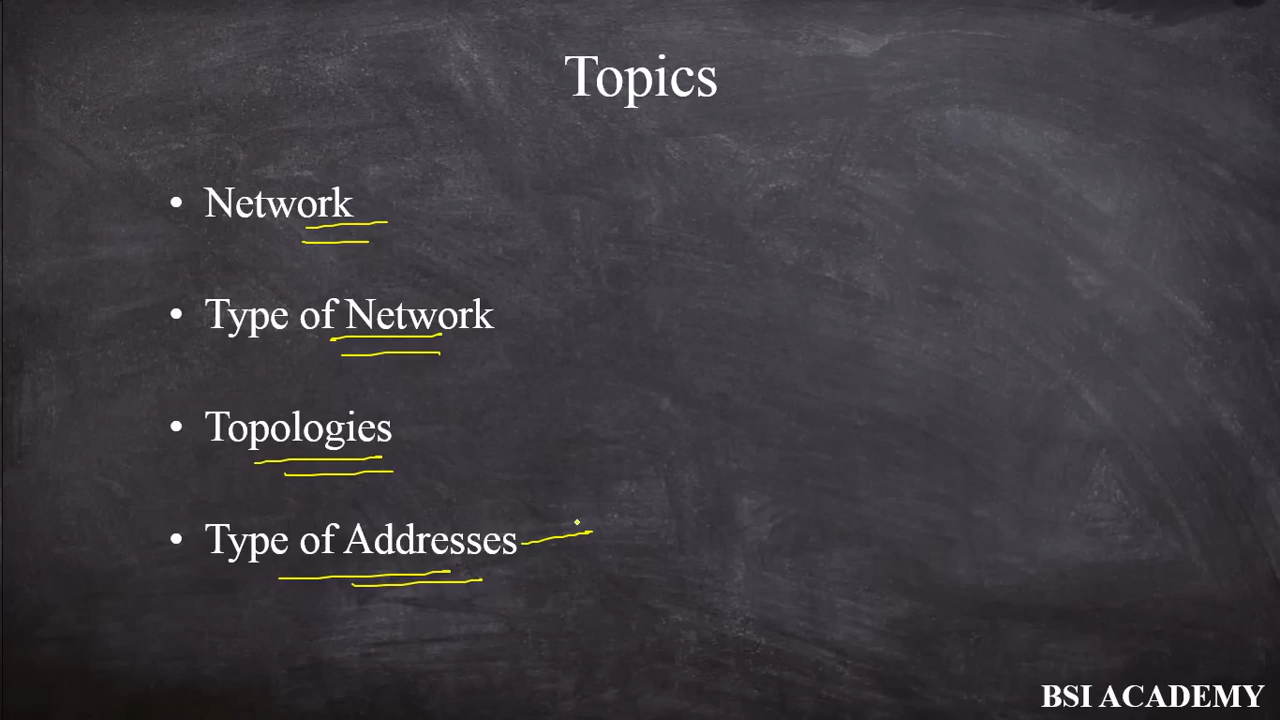 Topics
• Network
• Type of Network
• Topologies
• Type of Addresses
BSI ACADEMY